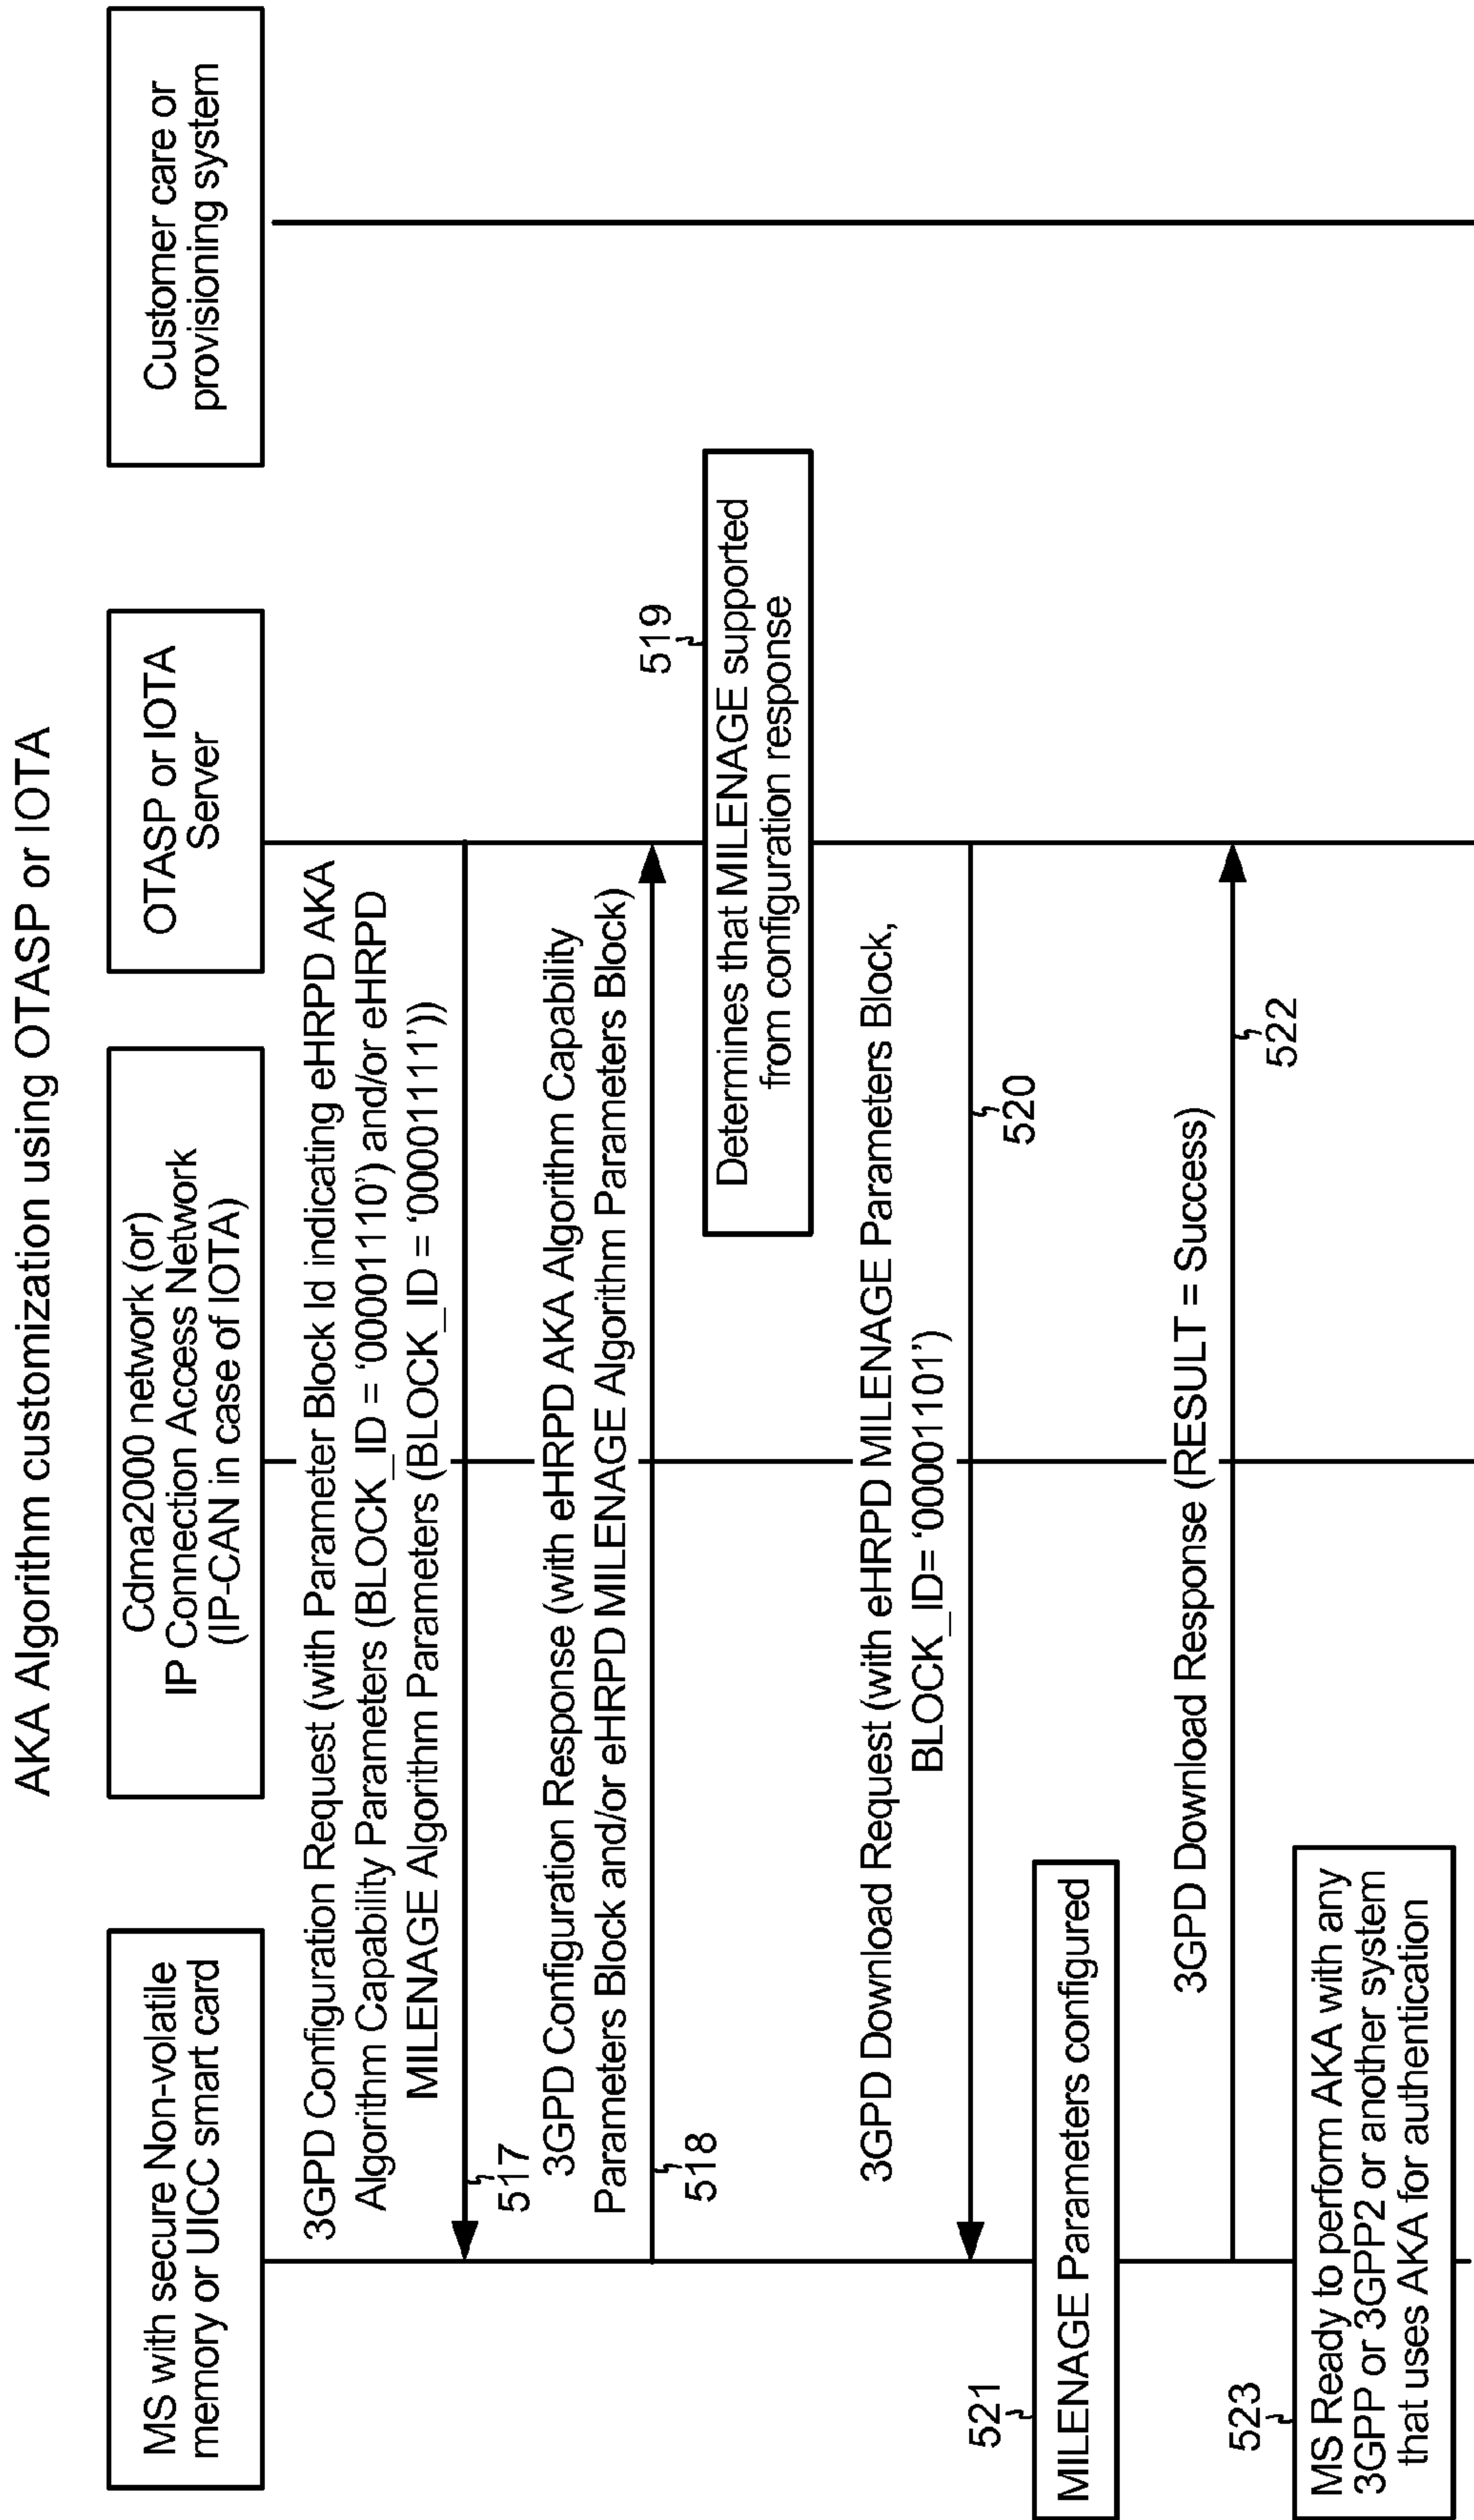 AKA Algorithm customization using OTASP or IOTA
MS with secure Non-volatile
memory or UICC smart card
Cdma2000 network (or)
IP Connection Access Network
(IP-CAN in case of IOTA)
OTASP or IOTA
Server
Customer care or
provisioning system
3GPD Configuration Request (with Parameter Block Id indicating eHRPD AKA
Algorithm Capability Parameters (BLOCK_ID = ‘00001110’) and/or eHRPD
MILENAGE Algorithm Parameters (BLOCK_ID = ‘00001111’))
517
3GPD Configuration Response (with eHRPD AKA Algorithm Capability
Parameters Block and/or eHRPD MILENAGE Algorithm Parameters Block)
518
519
Determines that MILENAGE supported
from configuration response
3GPD Download Request (with eHRPD MILENAGE Parameters Block,
BLOCK_ID= ‘00001101’)
520
521
MILENAGE Parameters configured
3GPD Download Response (RESULT = Success)
522
523
MS Ready to perform AKA with any
3GPP or 3GPP2 or another system
that uses AKA for authentication